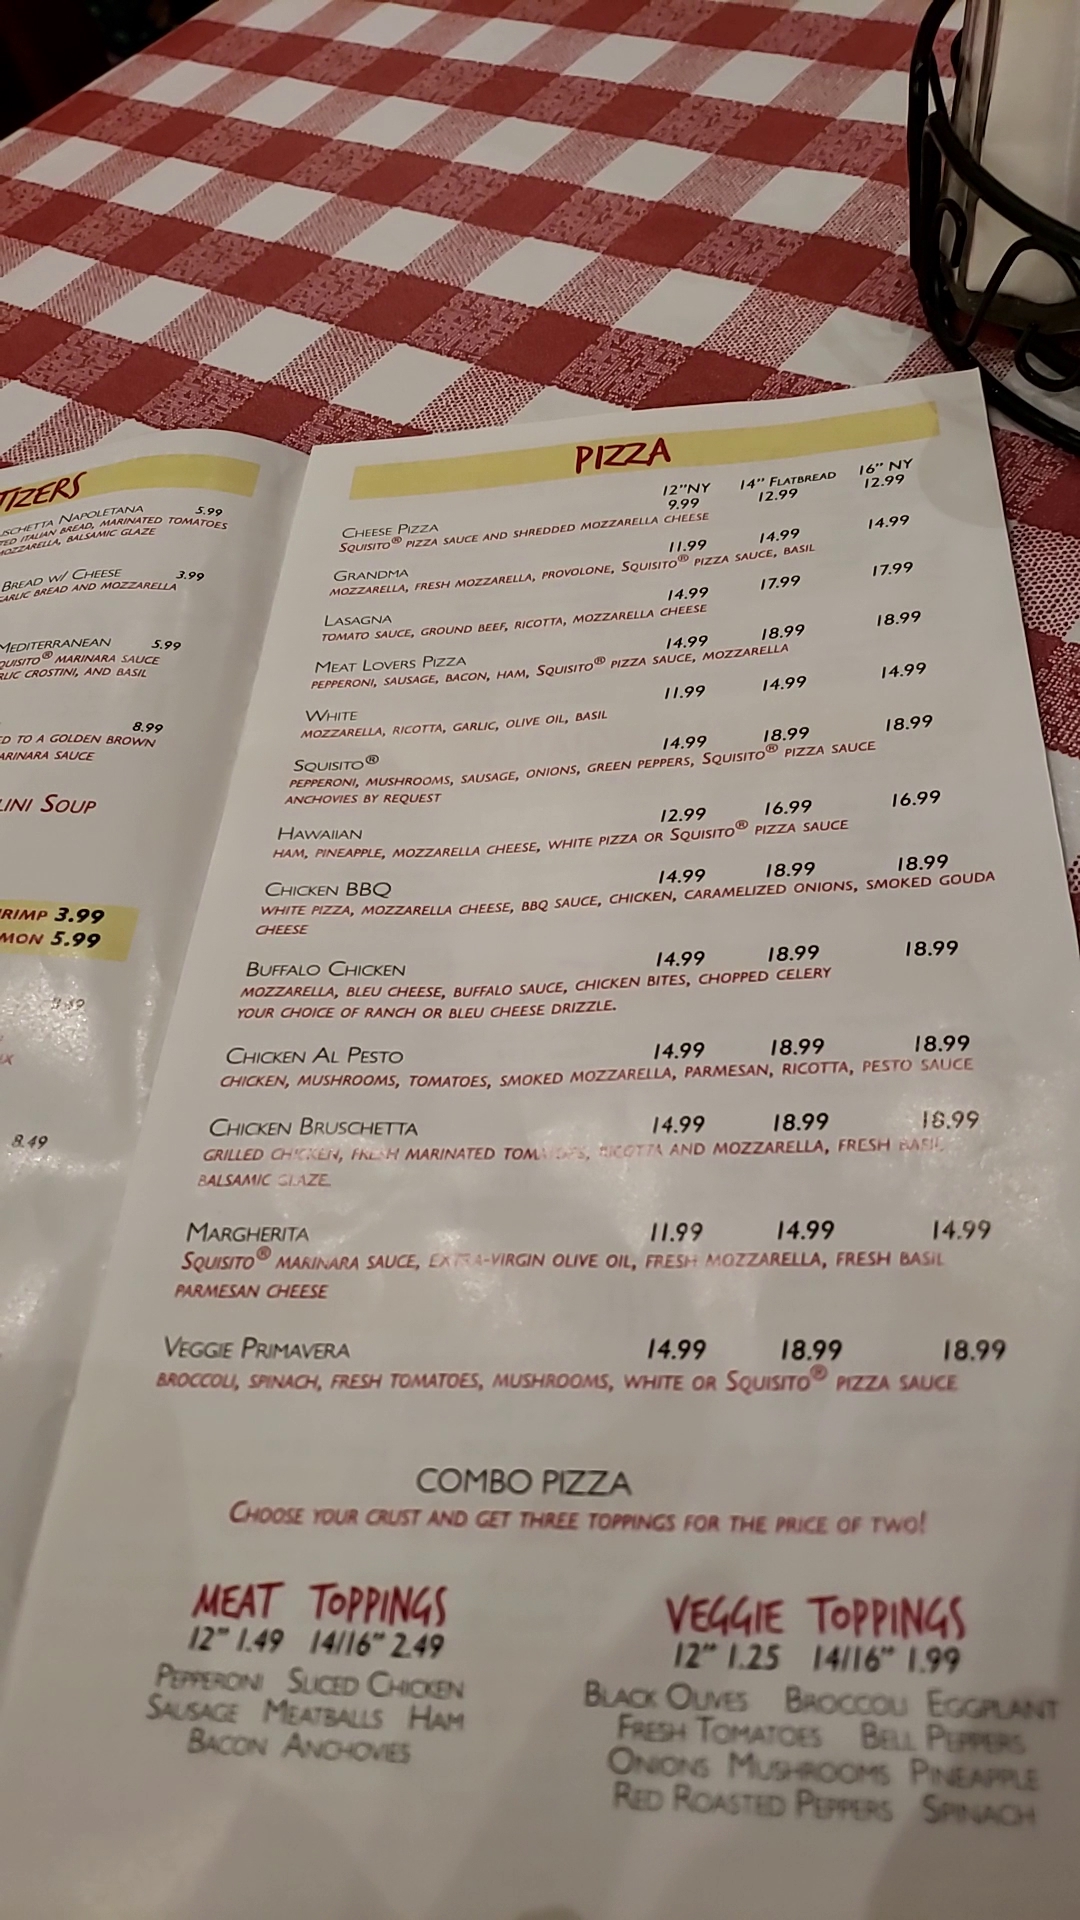 TIZERS
USCHETTA NAPOLETANA 5.99
TED ITALIAN BREAD, MARINATED TOMATOES
MOZZARELLA, BALSAMIC GLAZE
BREAD W/ CHEESE 3.99
GARLIC BREAD AND MOZZARELLA
MEDITERRANEAN 5.99
QUISITO® MARINARA SAUCE
RLIC CROSTINI, AND BASIL
8.99
ED TO A GOLDEN BROWN
ARINARA SAUCE
LINI SOUP
RIMP 3.99
MON 5.99
8.49
PIZZA
12"NY 14" FLATBREAD 16" NY
CHEESE PIZZA 9.99 12.99 12.99
SQUISITO® PIZZA SAUCE AND SHREDDED MOZZARELLA CHEESE
GRANDMA 11.99 14.99 14.99
MOZZARELLA, FRESH MOZZARELLA, PROVOLONE, SQUISITO® PIZZA SAUCE, BASIL
LASAGNA 14.99 17.99 17.99
TOMATO SAUCE, GROUND BEEF, RICOTTA, MOZZARELLA CHEESE
MEAT LOVERS PIZZA 14.99 18.99 18.99
PEPPERONI, SAUSAGE, BACON, HAM, SQUISITO® PIZZA SAUCE, MOZZARELLA
WHITE 11.99 14.99 14.99
MOZZARELLA, RICOTTA, GARLIC, OLIVE OIL, BASIL
SQUISITO® 14.99 18.99 18.99
PEPPERONI, MUSHROOMS, SAUSAGE, ONIONS, GREEN PEPPERS, SQUISITO® PIZZA SAUCE
ANCHOVIES BY REQUEST
HAWAIIAN 12.99 16.99 16.99
HAM, PINEAPPLE, MOZZARELLA CHEESE, WHITE PIZZA OR SQUISITO® PIZZA SAUCE
CHICKEN BBQ 14.99 18.99 18.99
WHITE PIZZA, MOZZARELLA CHEESE, BBQ SAUCE, CHICKEN, CARAMELIZED ONIONS, SMOKED GOUDA
CHEESE
BUFFALO CHICKEN 14.99 18.99 18.99
MOZZARELLA, BLEU CHEESE, BUFFALO SAUCE, CHICKEN BITES, CHOPPED CELERY
YOUR CHOICE OF RANCH OR BLEU CHEESE DRIZZLE.
CHICKEN AL PESTO 14.99 18.99 18.99
CHICKEN, MUSHROOMS, TOMATOES, SMOKED MOZZARELLA, PARMESAN, RICOTTA, PESTO SAUCE
CHICKEN BRUSCHETTA 14.99 18.99 18.99
GRILLED CHICKEN, FRESH MARINATED TOMATOES, RICOTTA AND MOZZARELLA, FRESH BASIL
BALSAMIC GLAZE.
MARGHERITA 11.99 14.99 14.99
SQUISITO® MARINARA SAUCE, EXTRA-VIRGIN OLIVE OIL, FRESH MOZZARELLA, FRESH BASIL
PARMESAN CHEESE
VEGGIE PRIMAVERA 14.99 18.99 18.99
BROCCOLI, SPINACH, FRESH TOMATOES, MUSHROOMS, WHITE OR SQUISITO® PIZZA SAUCE
COMBO PIZZA
CHOOSE YOUR CRUST AND GET THREE TOPPINGS FOR THE PRICE OF TWO!
MEAT TOPPINGS
12" 1.49 14/16" 2.49
PEPPERONI SLICED CHICKEN
SAUSAGE MEATBALLS HAM
BACON ANCHOVIES
VEGGIE TOPPINGS
12" 1.25 14/16" 1.99
BLACK OLIVES BROCCOLI EGGPLANT
FRESH TOMATOES BELL PEPPERS
ONIONS MUSHROOMS PINEAPPLE
RED ROASTED PEPPERS SPINACH